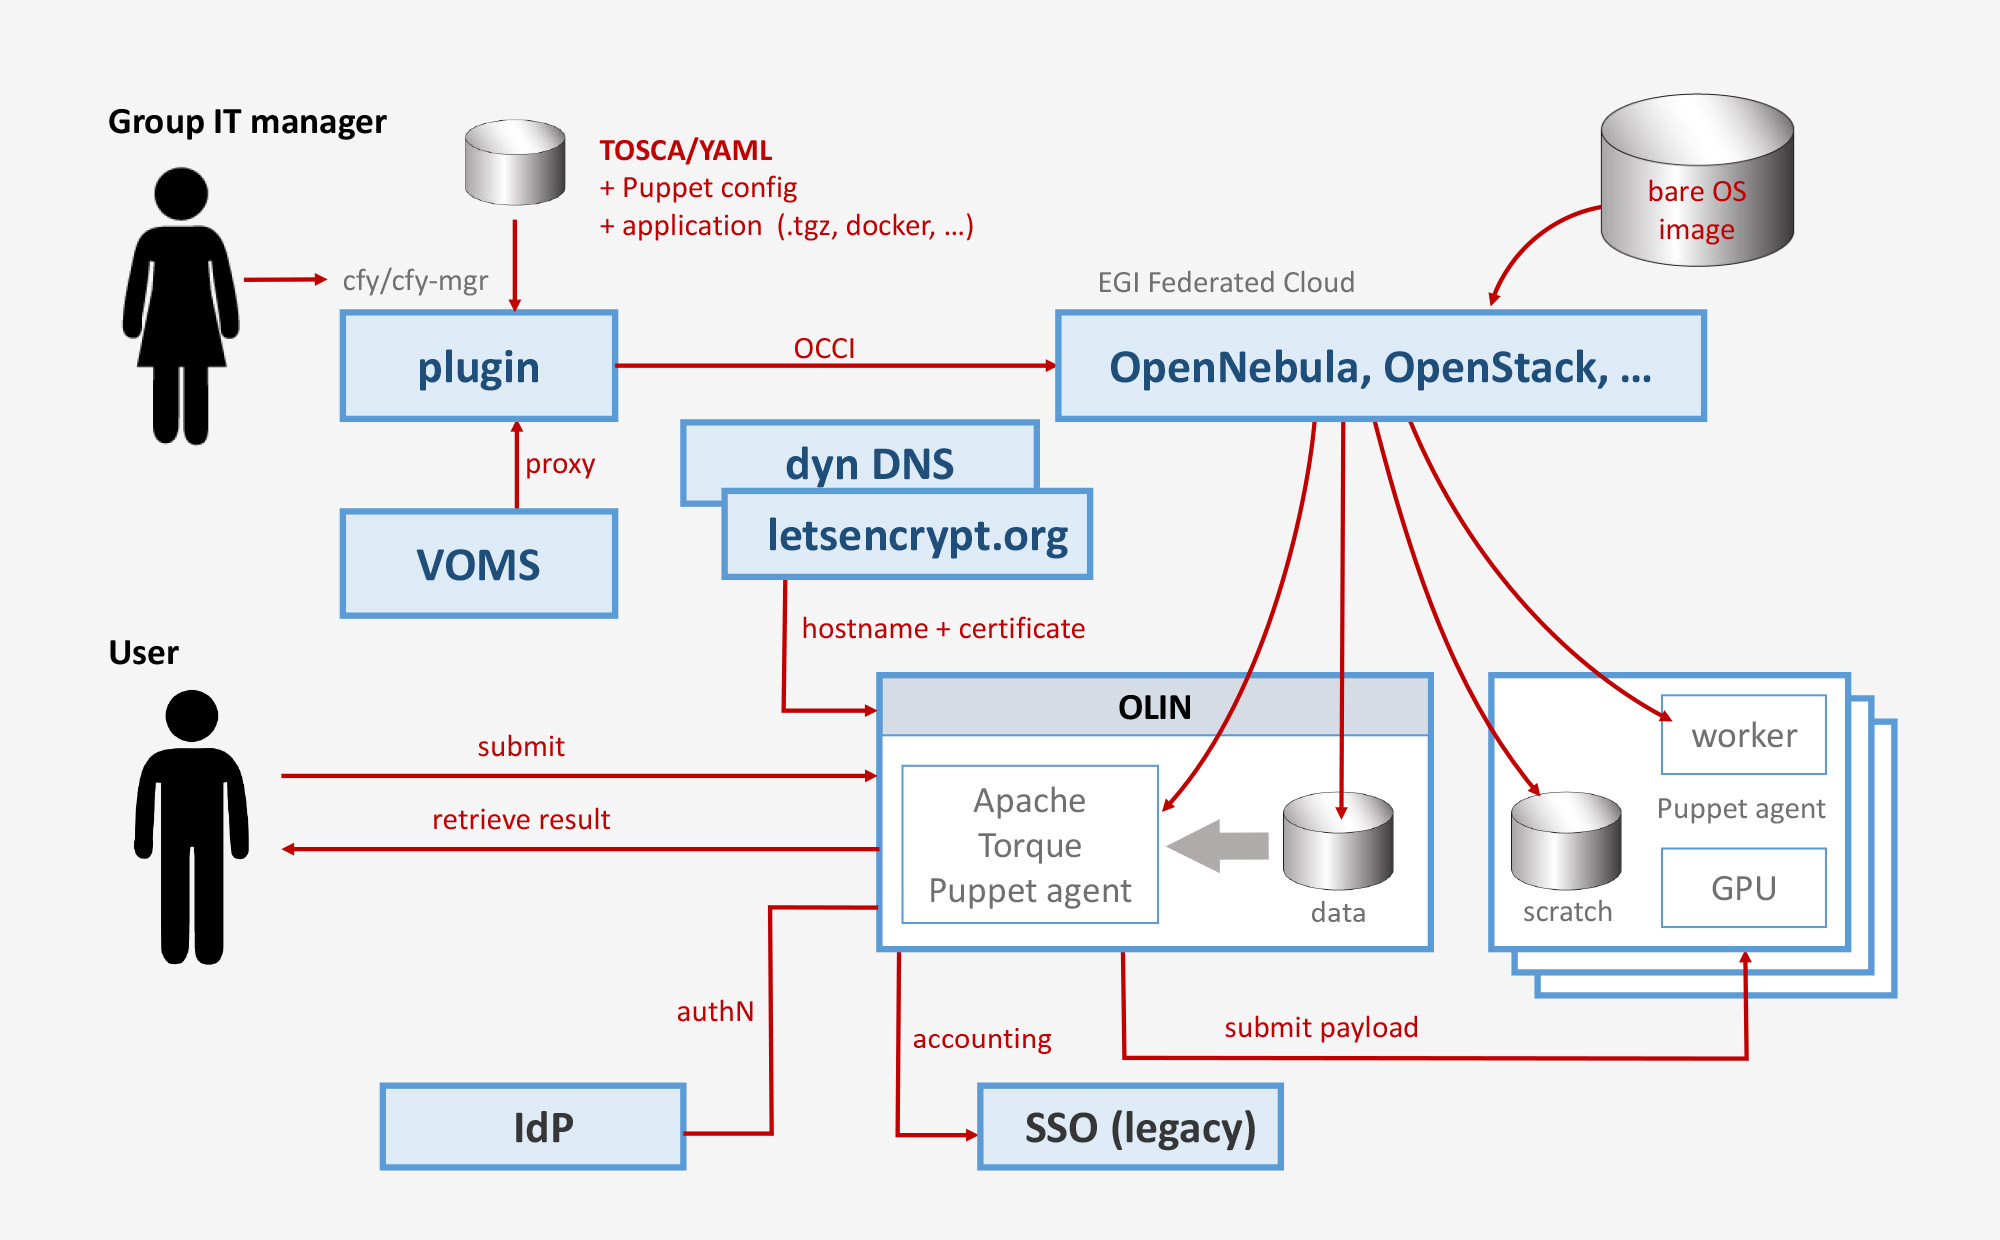 Group IT manager
TOSCA/YAML
+ Puppet config
+ application  (.tgz, docker, ...)
bare OS
image
cfy/cfy-mgr
EGI Federated Cloud
plugin
OCCI
OpenNebula, OpenStack, ...
proxy
dyn DNS
letsencrypt.org
VOMS
hostname + certificate
User
OLIN
submit
worker
retrieve result
Apache
Torque
Puppet agent
data
Puppet agent
scratch
GPU
authN
accounting
submit payload
IdP
SSO (legacy)